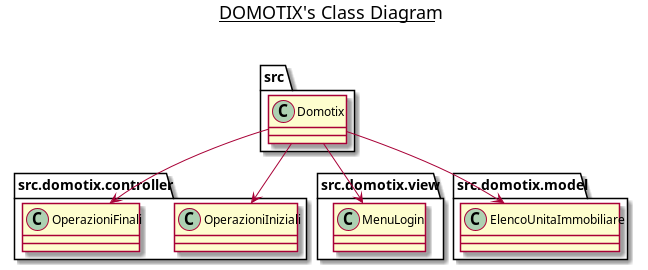 DOMOTIX's Class Diagram
src
C Domotix
src.domotix.controller
src.domotix.view
src.domotix.model
C OperazioniFinali
C OperazioniIniziali
C MenuLogin
C ElencoUnitaImmobiliare